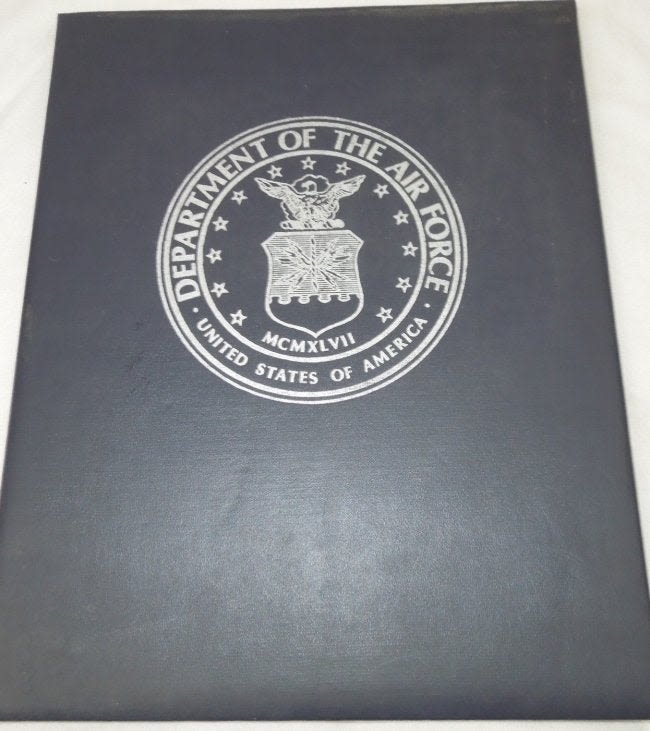 DEPARTMENT OF THE AIR FORCE
MCMXLVII
· UNITED STATES OF AMERICA ·